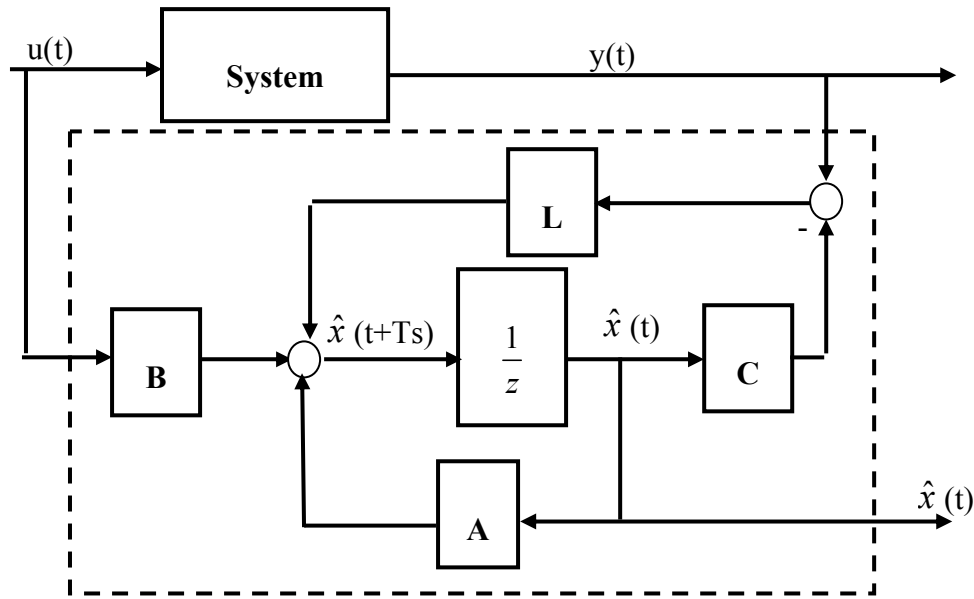 u(t)
System
y(t)
L
-
B
x̂ (t+Ts)
1
z
x̂ (t)
C
A
x̂ (t)